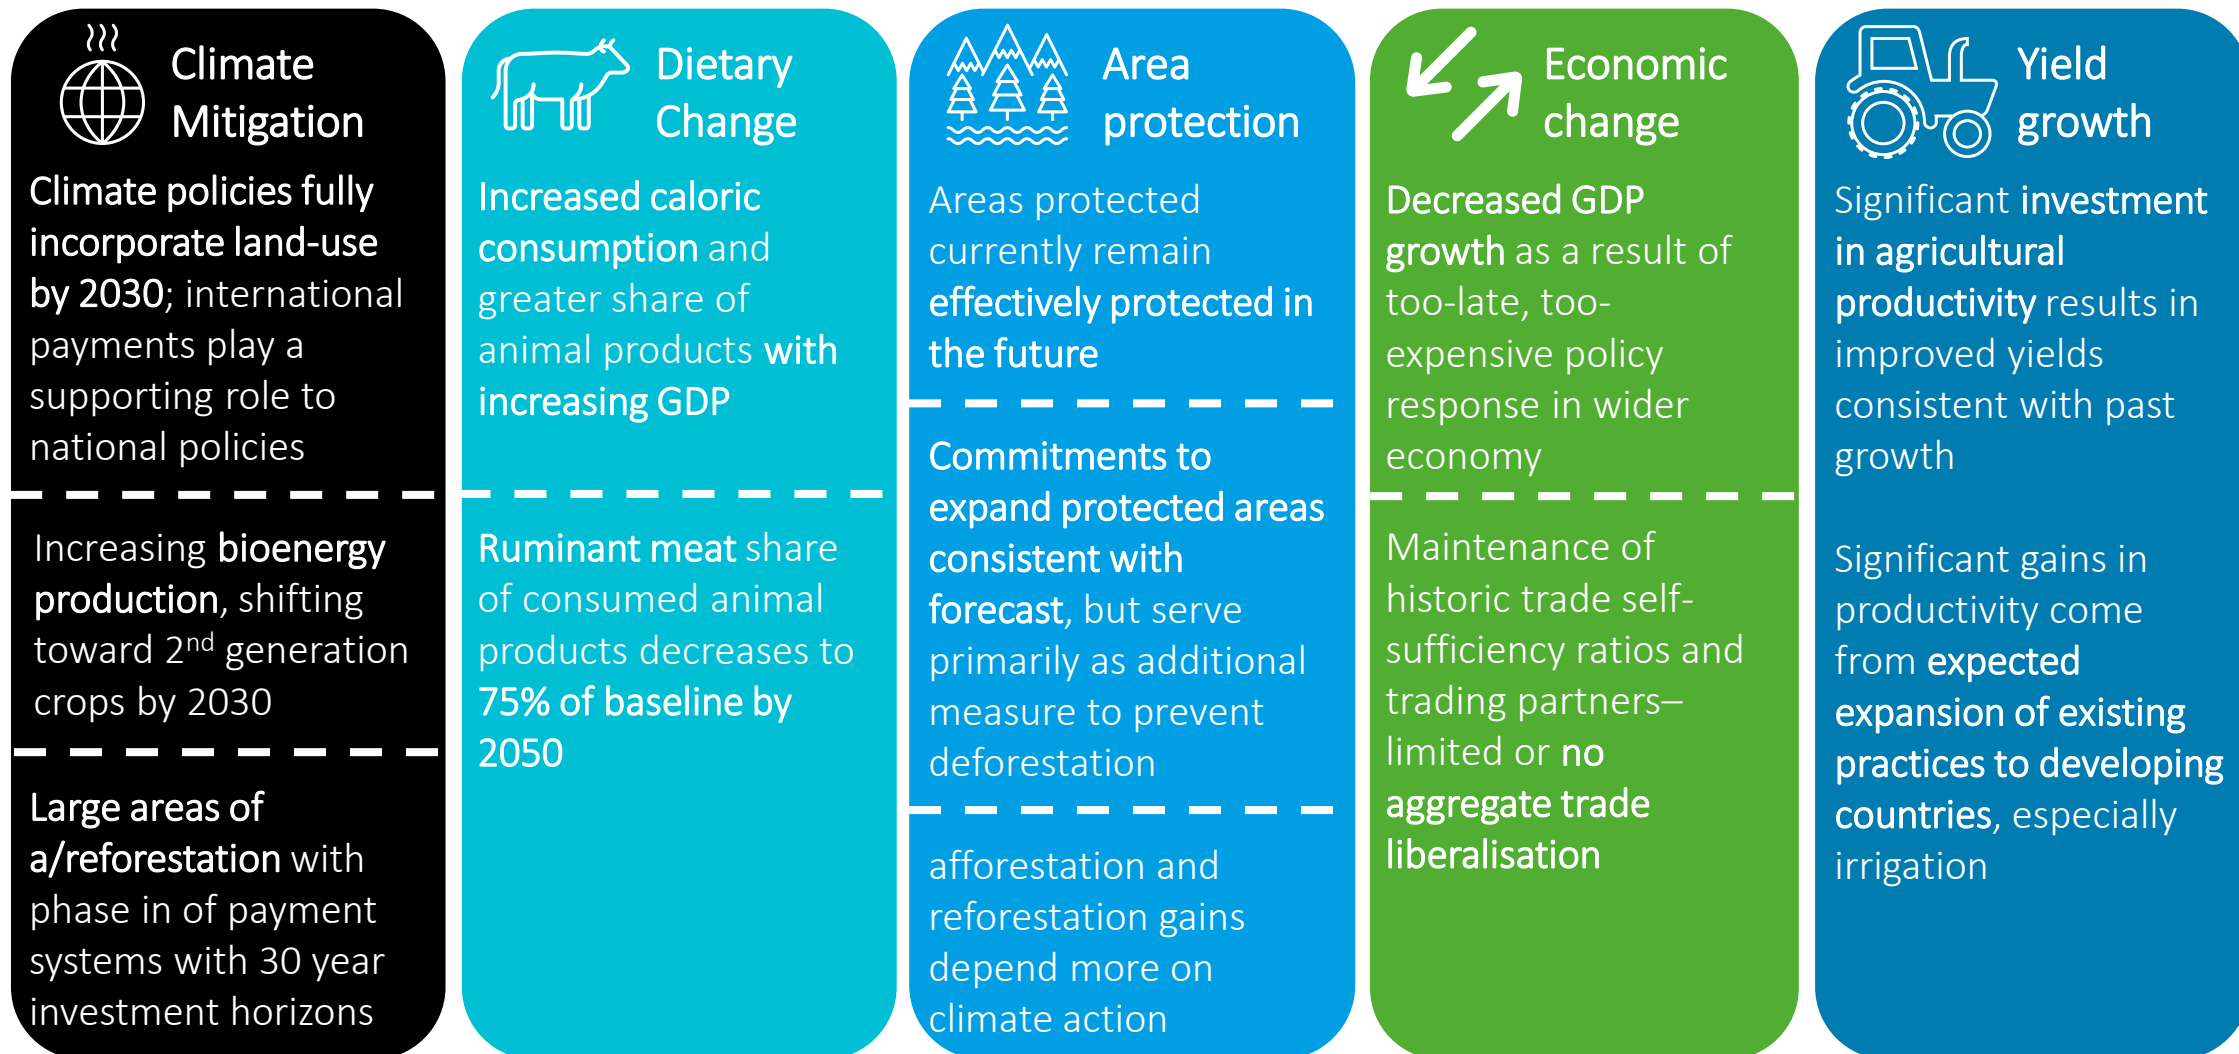 Climate
Mitigation
Climate policies fully
incorporate land-use
by 2030; international
payments play a
supporting role to
national policies
Increasing bioenergy
production, shifting
toward 2nd generation
crops by 2030
Large areas of
a/reforestation with
phase in of payment
systems with 30 year
investment horizons
Dietary
Change
Increased caloric
consumption and
greater share of
animal products with
increasing GDP
Ruminant meat share
of consumed animal
products decreases to
75% of baseline by
2050
Area
protection
Areas protected
currently remain
effectively protected in
the future
Commitments to
expand protected areas
consistent with
forecast, but serve
primarily as additional
measure to prevent
deforestation
afforestation and
reforestation gains
depend more on
climate action
Economic
change
Decreased GDP
growth as a result of
too-late, too-
expensive policy
response in wider
economy
Maintenance of
historic trade self-
sufficiency ratios and
trading partners–
limited or no
aggregate trade
liberalisation
Yield
growth
Significant investment
in agricultural
productivity results in
improved yields
consistent with past
growth
Significant gains in
productivity come
from expected
expansion of existing
practices to developing
countries, especially
irrigation